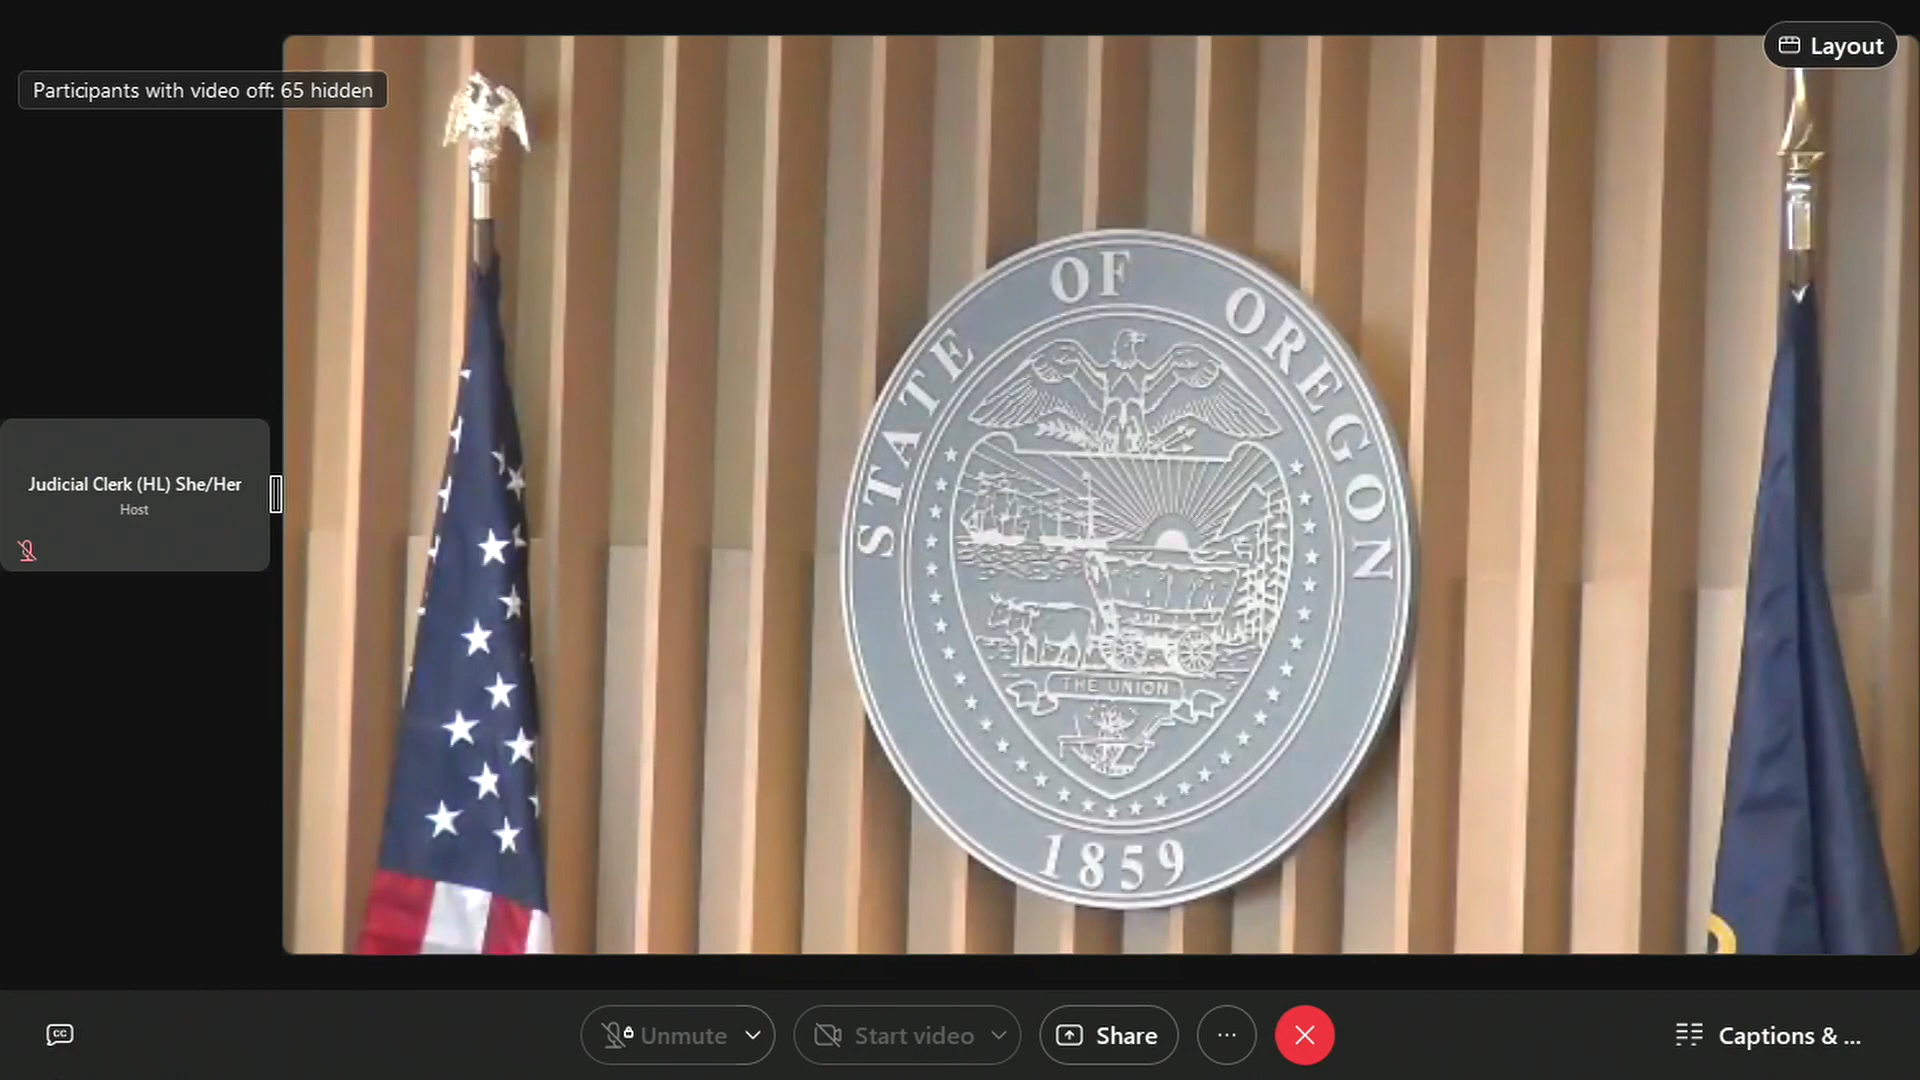 Layout
Participants with video off: 65 hidden
STATE OF OREGON
THE UNION
1859
Judicial Clerk (HL) She/Her
Host
CC
Unmute
Start video
Share
Captions & ...